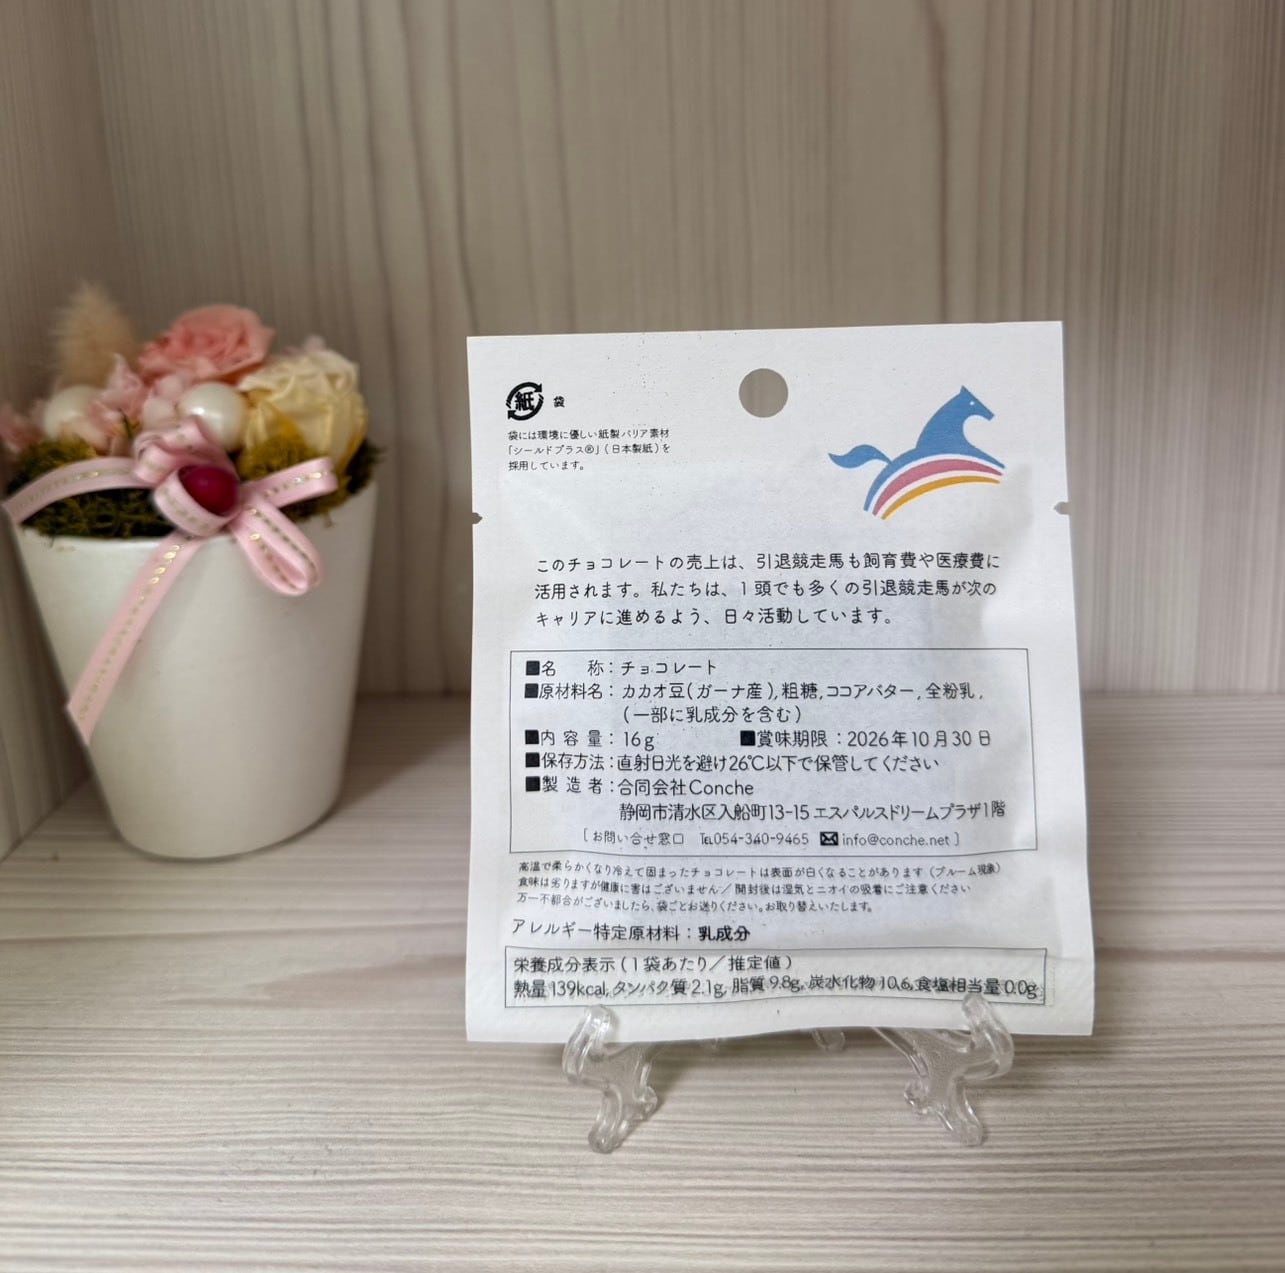 紙 袋
袋には環境に優しい紙製バリア素材
「シールドプラス®」(日本製紙)を
採用しています。
このチョコレートの売上は、引退競走馬も飼育費や医療費に
活用されます。私たちは、1頭でも多くの引退競走馬が次の
キャリアに進めるよう、日々活動しています。
■名　　称：チョコレート
■原材料名：カカオ豆(ガーナ産),粗糖,ココアバター,全粉乳,
(一部に乳成分を含む)
■内 容 量：16g ■賞味期限：2026年10月30日
■保存方法：直射日光を避け26℃以下で保管してください
■製 造 者：合同会社Conche
静岡市清水区入船町13-15 エスパルスドリームプラザ1階
[お問い合せ窓口 ℡054-340-9465 ✉info@conche.net]
高温で柔らかくなり冷えて固まったチョコレートは表面が白くなることがあります（ブルーム現象）
食味は劣りますが健康に害はございません／開封後は湿気とニオイの吸着にご注意ください
万一不都合がございましたら、袋ごとお送りください。お取り替えいたします。
アレルギー特定原材料：乳成分
栄養成分表示(1袋あたり／推定値)
熱量139kcal,タンパク質2.1g,脂質9.8g,炭水化物10.6,食塩相当量0.0g